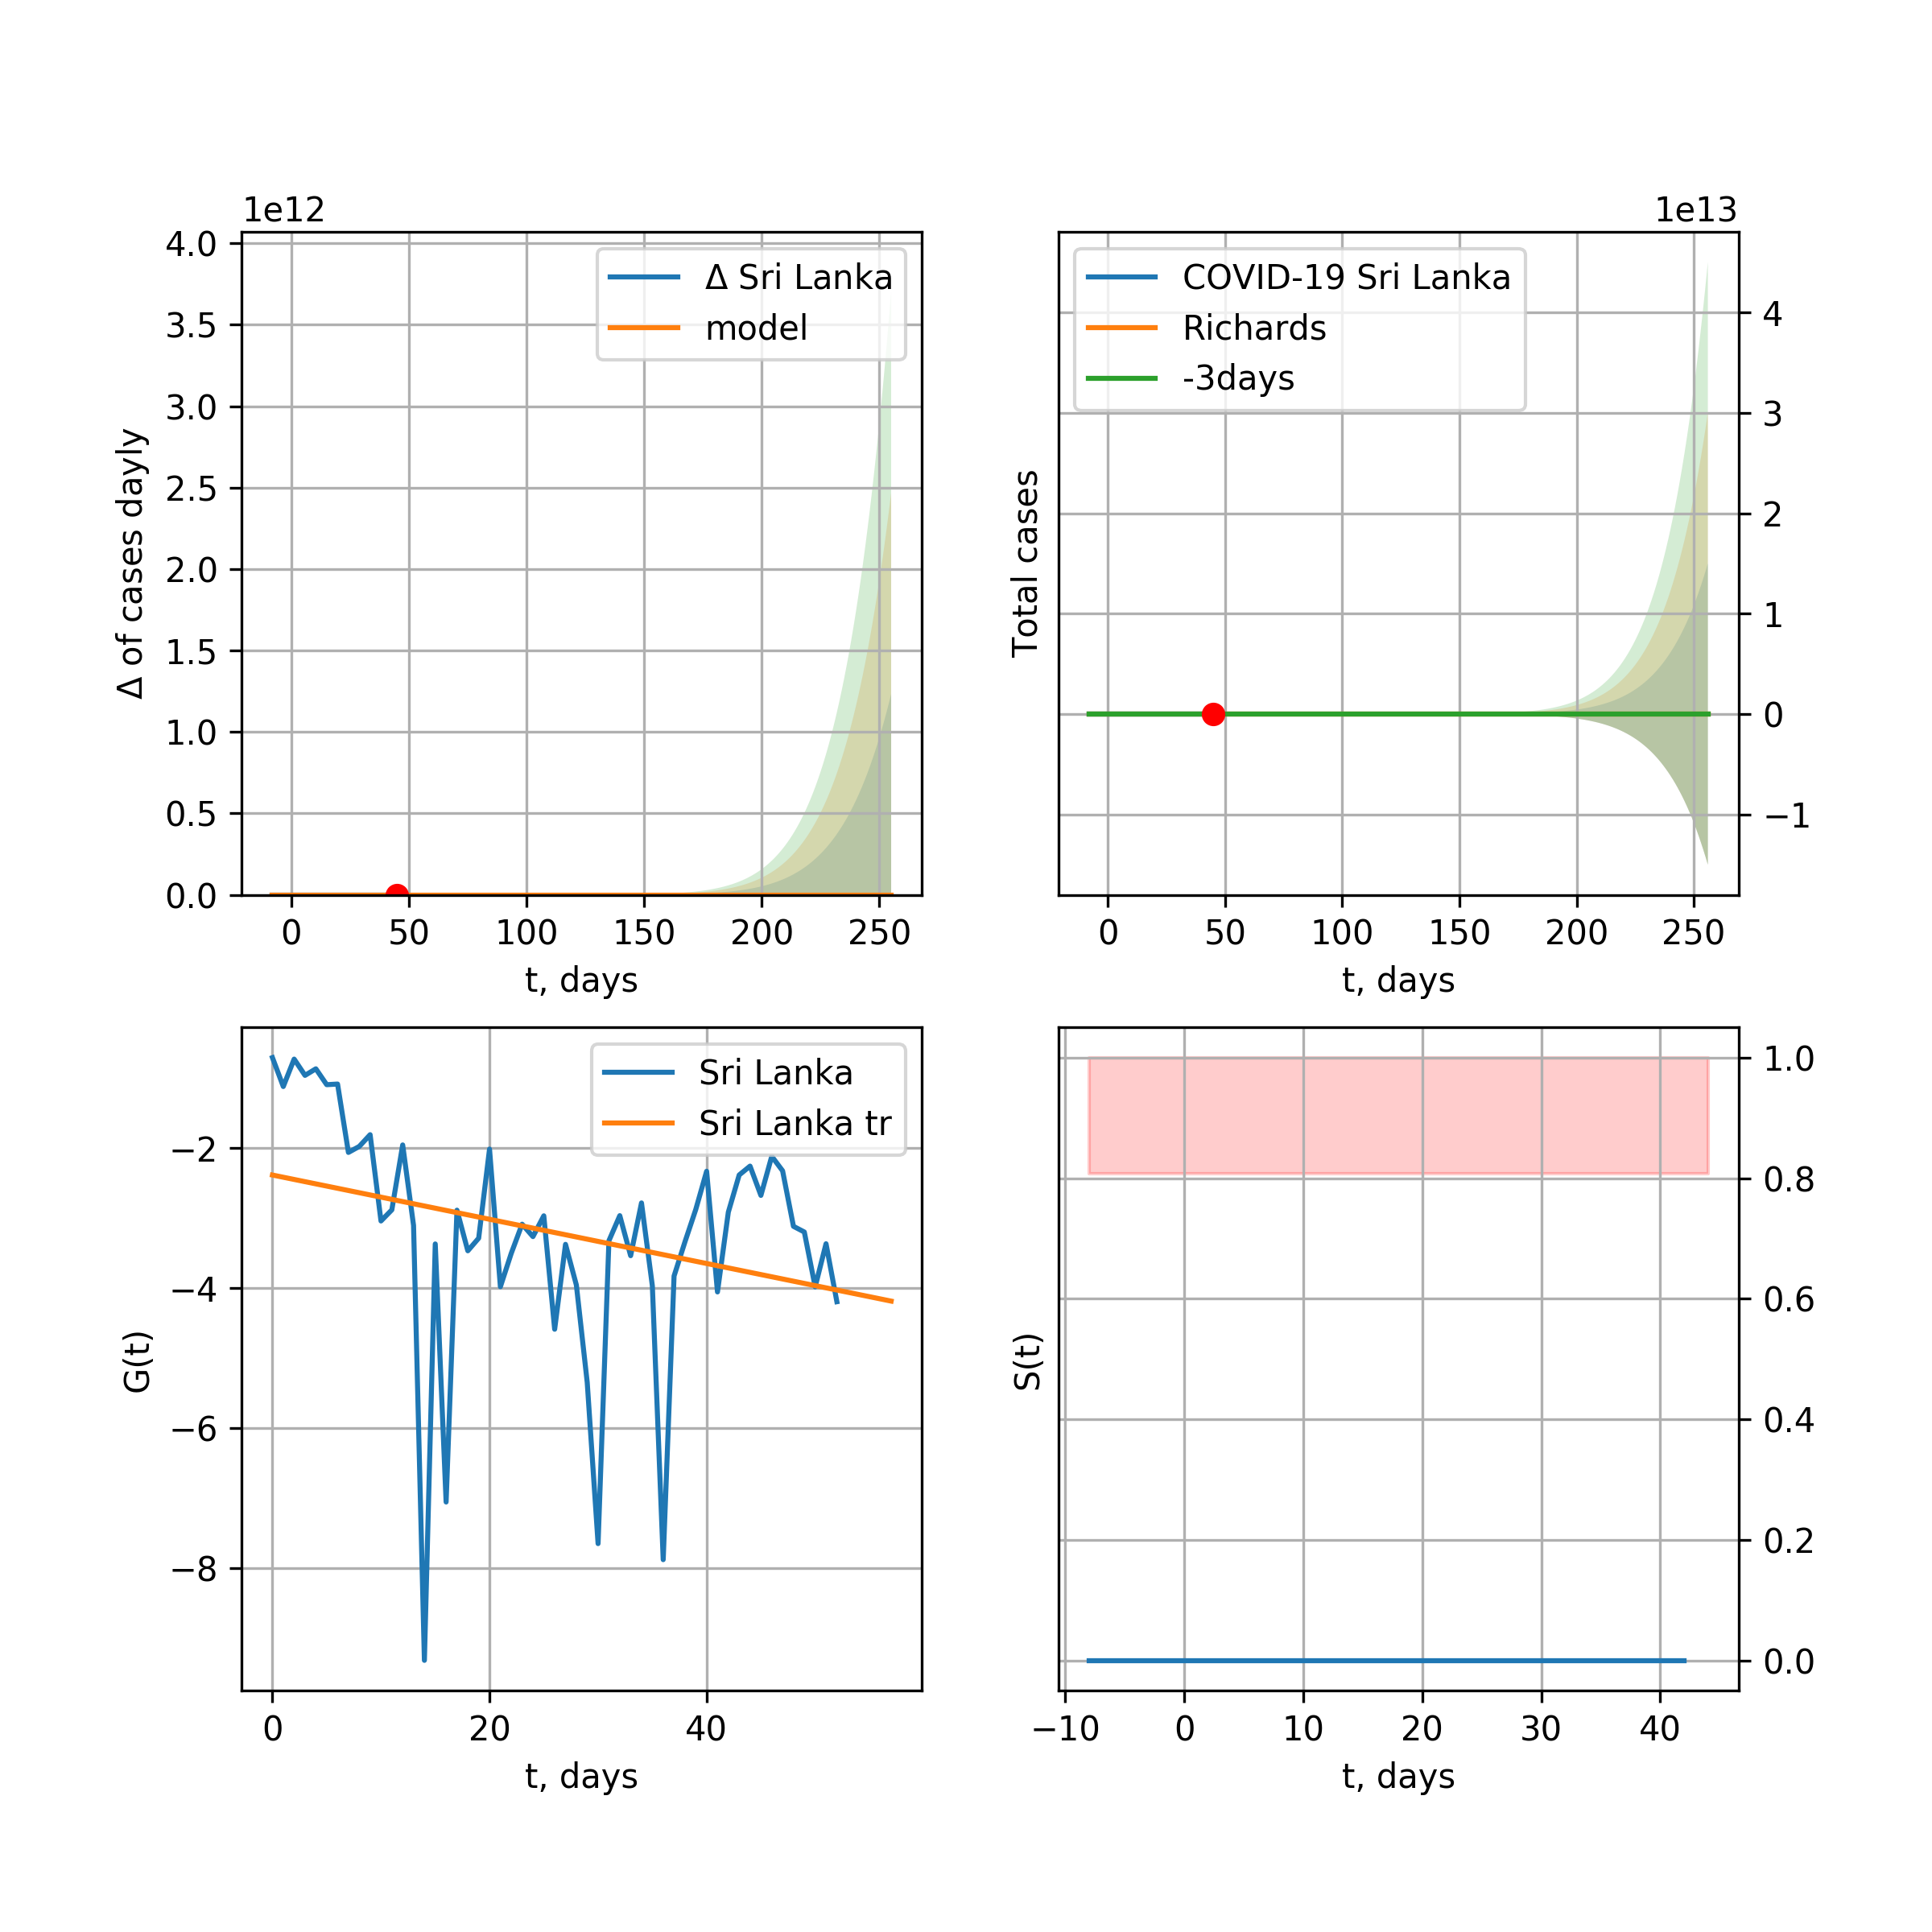 1e12
4.0
3.5
3.0
2.5
2.0
1.5
1.0
0.5
0.0
Δ of cases dayly
Δ Sri Lanka
model
0 50 100 150 200 250
t, days
1e13
COVID-19 Sri Lanka
Richards
-3days
Total cases
4
3
2
1
0
−1
0 50 100 150 200 250
t, days
Sri Lanka
Sri Lanka tr
G(t)
−2
−4
−6
−8
0 20 40
t, days
S(t)
1.0
0.8
0.6
0.4
0.2
0.0
−10 0 10 20 30 40
t, days